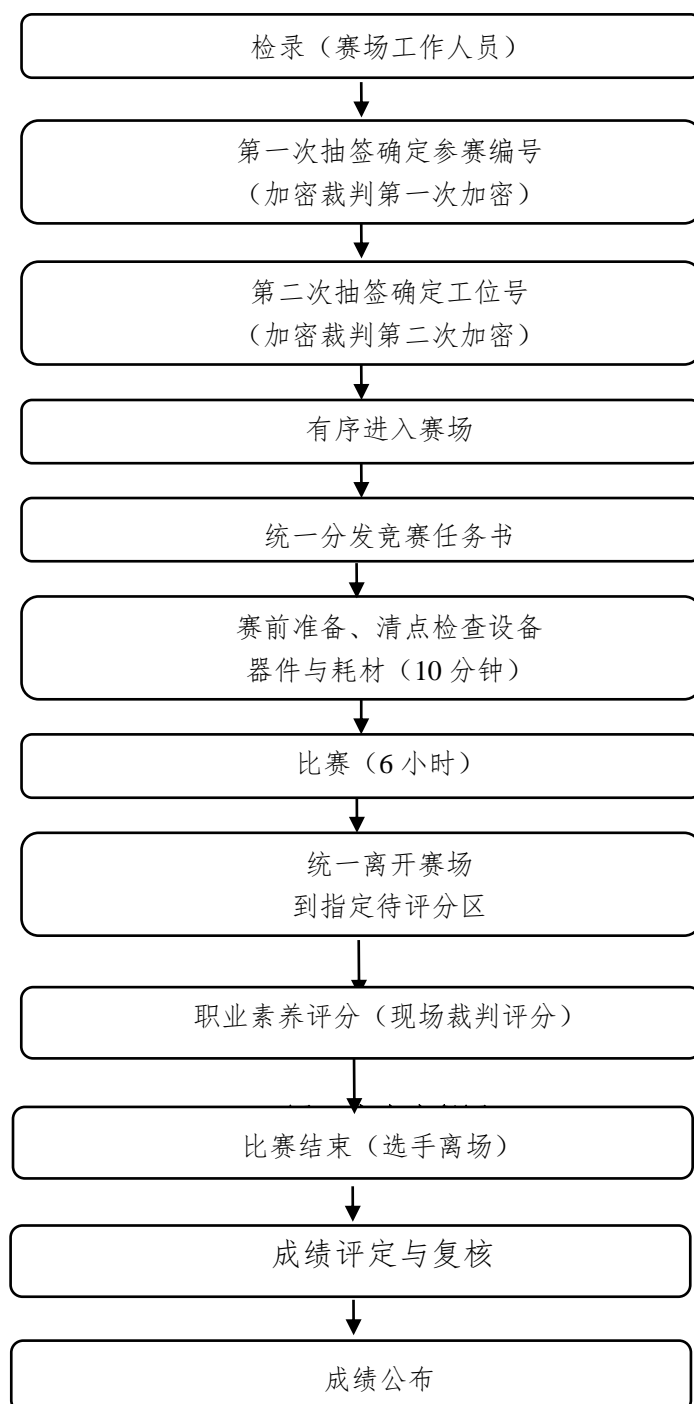 检录（赛场工作人员）
第一次抽签确定参赛编号
（加密裁判第一次加密）
第二次抽签确定工位号
（加密裁判第二次加密）
有序进入赛场
统一分发竞赛任务书
赛前准备、清点检查设备
器件与耗材（10 分钟）
比赛（6 小时）
统一离开赛场
到指定待评分区
职业素养评分（现场裁判评分）
比赛结束（选手离场）
成绩评定与复核
成绩公布